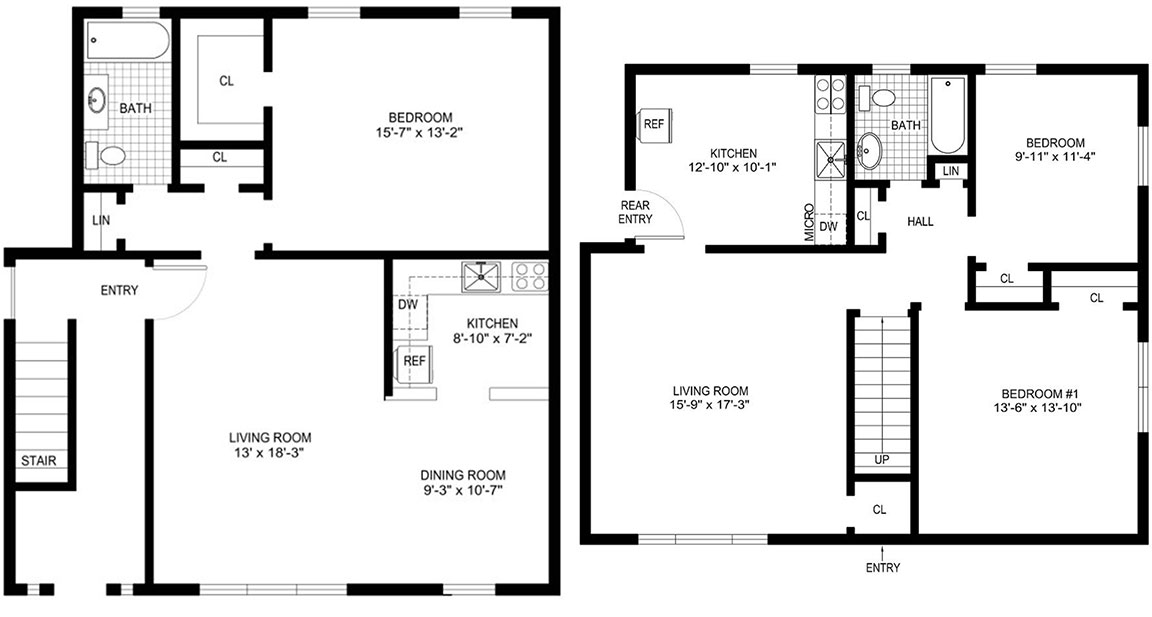 CL
BATH
BEDROOM
15'-7" x 13'-2"
CL
LIN
ENTRY
DW
KITCHEN
8'-10" x 7'-2"
REF
LIVING ROOM
13' x 18'-3"
STAIR
DINING ROOM
9'-3" x 10'-7"
REF
KITCHEN
12'-10" x 10'-1"
BATH
BEDROOM
9'-11" x 11'-4"
LIN
REAR
ENTRY
MICRO
DW
CL
HALL
CL
CL
LIVING ROOM
15'-9" x 17'-3"
BEDROOM #1
13'-6" x 13'-10"
UP
CL
ENTRY